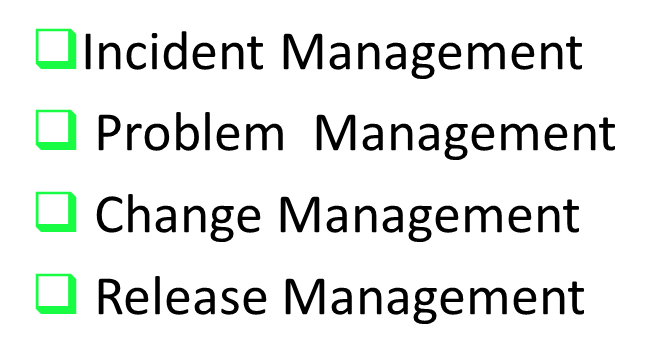 Incident Management
Problem  Management
Change Management
Release Management